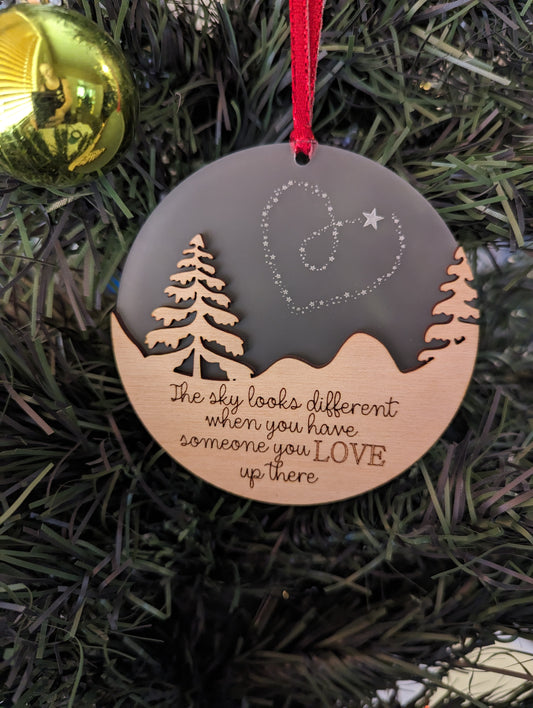 The sky looks different
when you have
someone you LOVE
up there